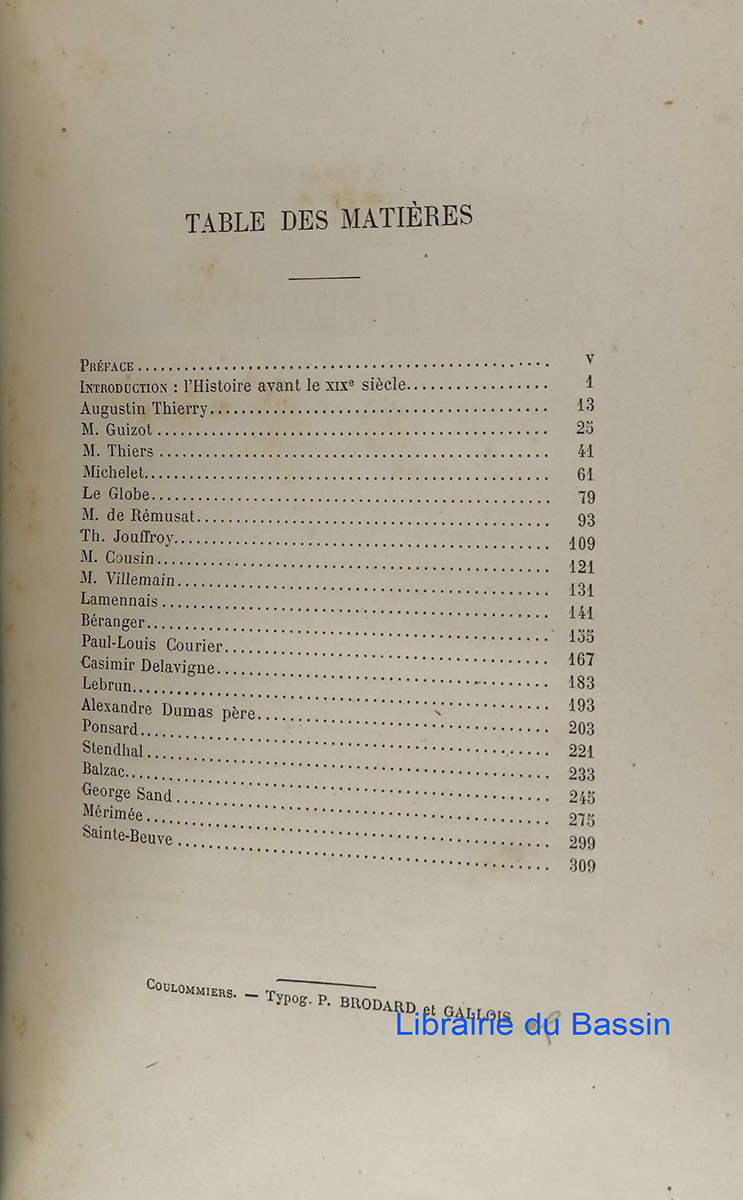 TABLE DES MATIÈRES
PRÉFACE .......... V
INTRODUCTION : l'Histoire avant le XIXe siècle .......... 1
Augustin Thierry .......... 13
M. Guizot .......... 25
M. Thiers .......... 41
Michelet .......... 61
Le Globe .......... 79
M. de Rémusat .......... 93
Th. Jouffroy .......... 109
M. Cousin .......... 121
M. Villemain .......... 131
Lamennais .......... 141
Béranger .......... 155
Paul-Louis Courier .......... 167
Casimir Delavigne .......... 183
Lebrun .......... 193
Alexandre Dumas père .......... 203
Ponsard .......... 221
Stendhal .......... 233
Balzac .......... 245
George Sand .......... 275
Mérimée .......... 299
Sainte-Beuve .......... 309
COULOMMIERS. — Typog. P. BRODARD et GALLOIS
Librairie du Bassin